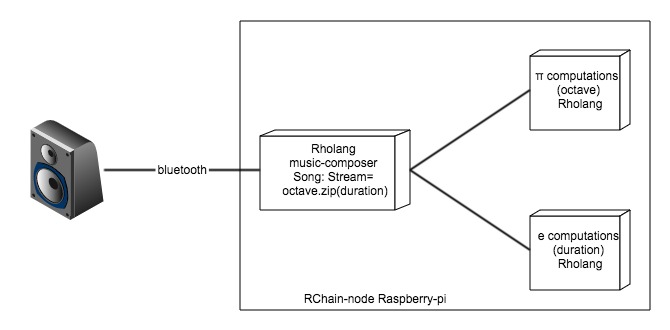 π computations
(octave)
Rholang
Rholang
music-composer
Song: Stream=
octave.zip(duration)
bluetooth
e computations
(duration)
Rholang
RChain-node Raspberry-pi